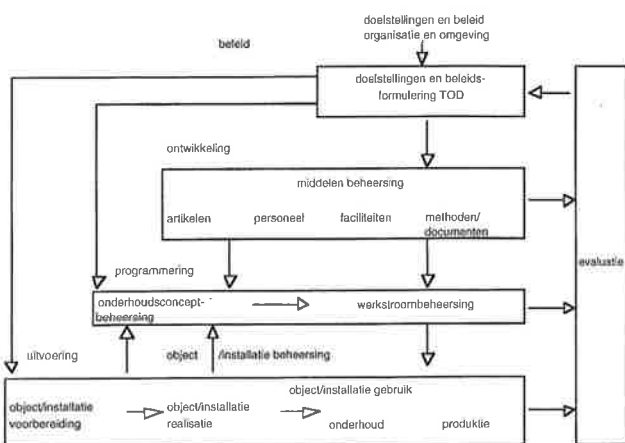 doelstellingen en beleid
organisatie en omgeving
beleid
doelstellingen en beleids-
formulering TOD
ontwikkeling
middelen beheersing
artikelen personeel faciliteiten methoden/
documenten
evaluatie
programmering
onderhoudsconcept-
beheersing
werkstroombeheersing
uitvoering
object /installatie beheersing
object/installatie gebruik
object/installatie
voorbereiding
object/installatie
realisatie
onderhoud produktie